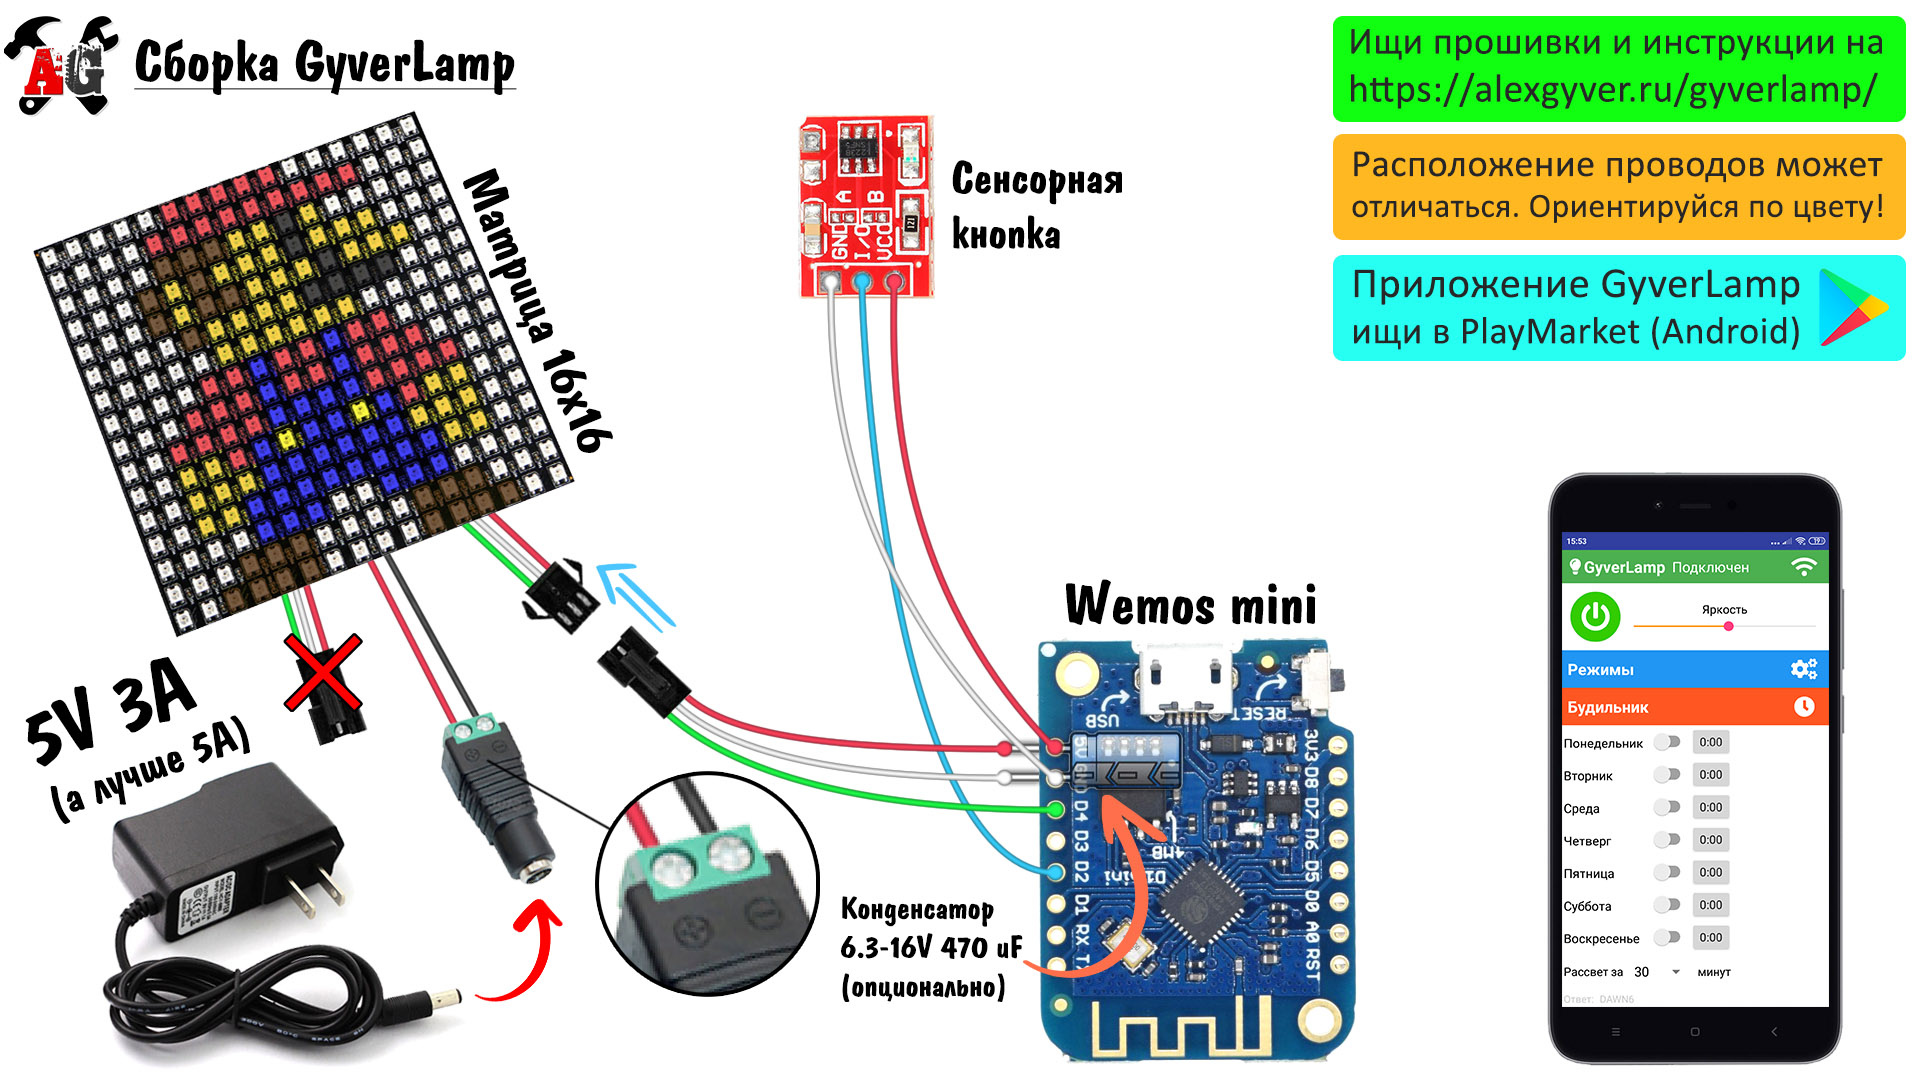 AG
Сборка GyverLamp
Ищи прошивки и инструкции на
https://alexgyver.ru/gyverlamp/
Расположение проводов может
отличаться. Ориентируйся по цвету!
Приложение GyverLamp
ищи в PlayMarket (Android)
Матрица 16x16
Сенсорная
кнопка
A
B
GND
I/O
VCC
Wemos mini
5V 3A
(а лучше 5А)
Конденсатор
6.3-16V 470 uF
(опционально)
USB
RESET
5V
D4
D3
D2
D1
RX
TX
3V3
D8
D7
D6
D5
D0
A0
RST
4MB
15:53
GyverLamp Подключен
Яркость
Режимы
Будильник
Понедельник 0:00
Вторник 0:00
Среда 0:00
Четверг 0:00
Пятница 0:00
Суббота 0:00
Воскресенье 0:00
Рассвет за 30 минут
Ответ: DAWN6